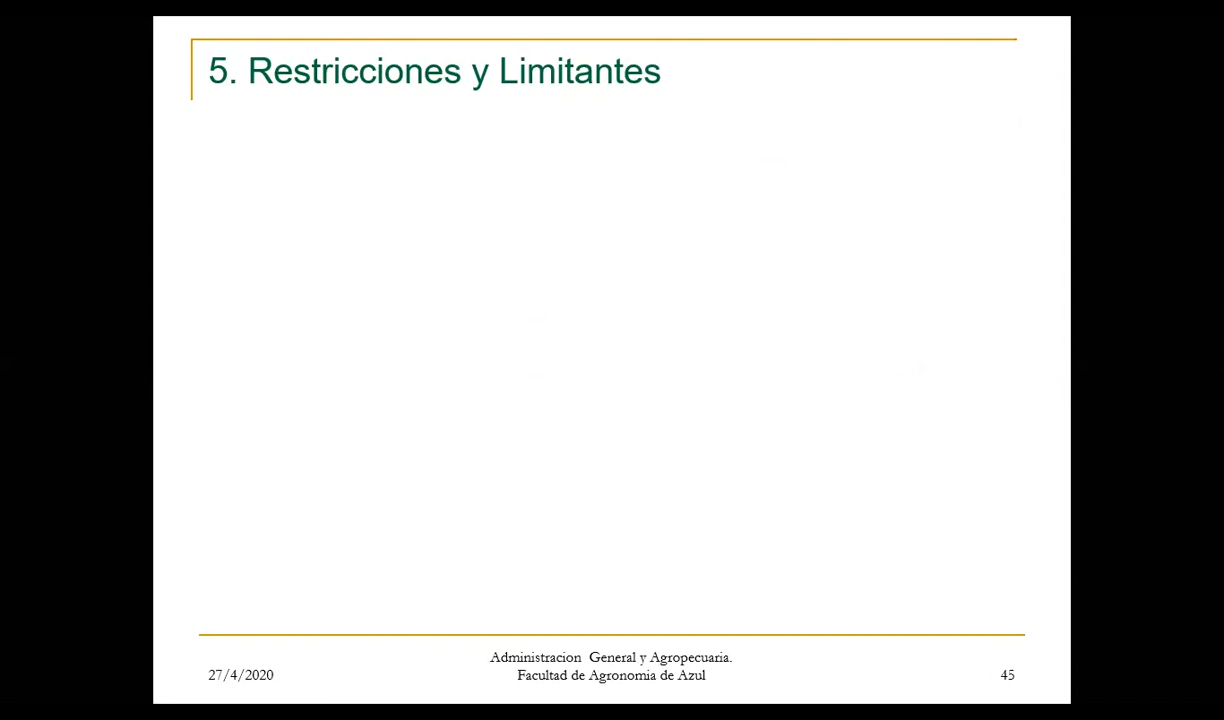 5. Restricciones y Limitantes
Administracion General y Agropecuaria.
27/4/2020 Facultad de Agronomia de Azul 45